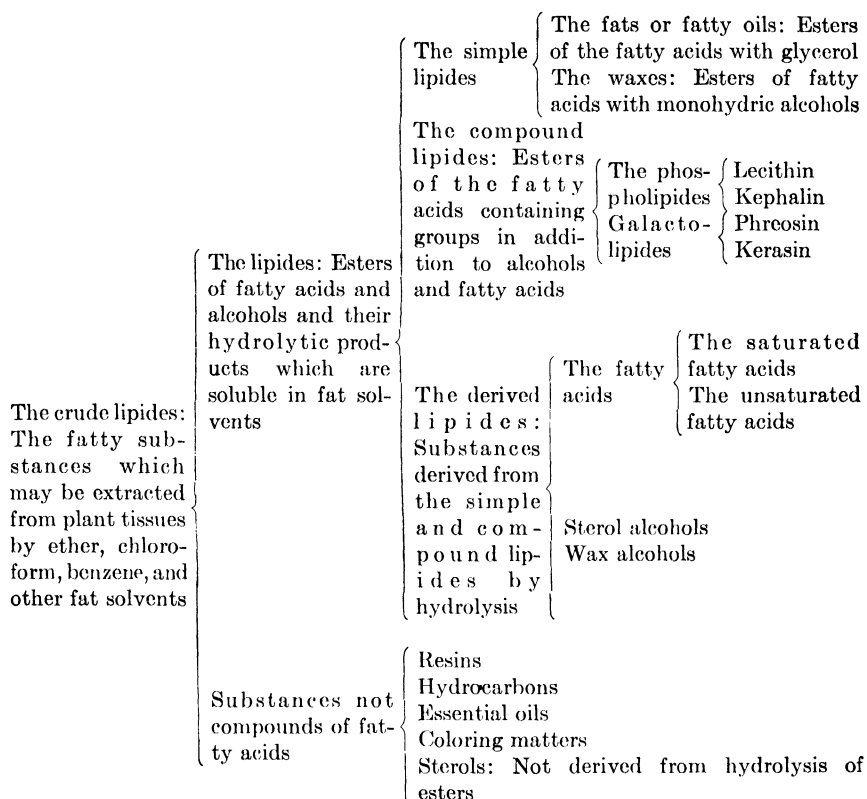 The crude lipides:
The fatty sub-
stances which
may be extracted
from plant tissues
by ether, chloro-
form, benzene, and
other fat solvents
The lipides: Esters
of fatty acids and
alcohols and their
hydrolytic prod-
ucts which are
soluble in fat sol-
vents
The simple
lipides
The fats or fatty oils: Esters
of the fatty acids with glycerol
The waxes: Esters of fatty
acids with monohydric alcohols
The compound
lipides: Esters
of the fatty
acids containing
groups in addi-
tion to alcohols
and fatty acids
The phos-
pholipides
Lecithin
Kephalin
Galacto-
lipides
Phreosin
Kerasin
The derived
lipides:
Substances
derived from
the simple
and com-
pound lip-
ides by
hydrolysis
The fatty
acids
The saturated
fatty acids
The unsaturated
fatty acids
Sterol alcohols
Wax alcohols
Substances not
compounds of fat-
ty acids
Resins
Hydrocarbons
Essential oils
Coloring matters
Sterols: Not derived from hydrolysis of
esters